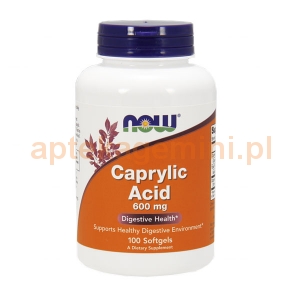 NOW
Caprylic
Acid
600 mg
Digestive Health*
Supports Healthy Digestive Environment*
100 Softgels
A Dietary Supplement